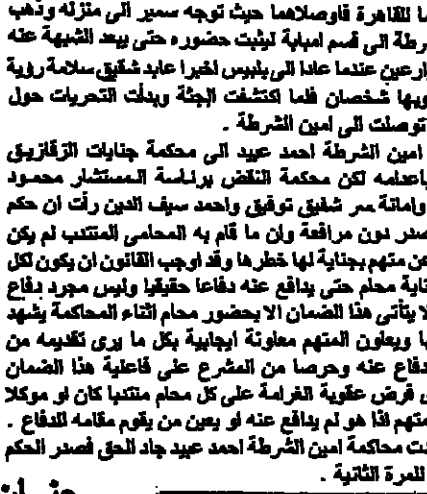 ما للقاهرة فاوصلاهما حيث توجه سمير الى منزله وذهب
رطة الى قسم امبابة ليثبت حضوره حتى يبعد الشبهة عنه
ارعين عندما عادا الى بلبيس اخبرا عابد شقيق سلامة رؤية
وبها شخصان فلما اكتشفت الجثة وبدأت التحريات حول
توصلت الى امين الشرطة .
امين الشرطة احمد عبيد الى محكمة جنايات الزقازيق
باعدامه لكن محكمة النقض برئاسة المستشار محمود
وامانة سر شفيق توفيق واحمد سيف الدين رأت ان حكم
صدر دون مرافعة وان ما قام به المحامى المنتدب لم يكن
عن متهم بجناية لها خطرها وقد اوجب القانون ان يكون لكل
ناية محام حتى يدافع عنه دفاعا حقيقيا وليس مجرد دفاع
لا يتأتى هذا الضمان الا بحضور محام اثناء المحاكمة يشهد
ها ويعاون المتهم معاونة ايجابية بكل ما يرى تقديمه من
دفاع عنه وحرصا من المشرع على فاعلية هذا الضمان
ى فرض عقوبة الغرامة على كل محام منتدبا كان او موكلا
متهم اذا هو لم يدافع عنه او يعين من يقوم مقامه للدفاع .
ت محاكمة امين الشرطة احمد عبيد جاد للحق فصدر الحكم
للمرة الثانية .